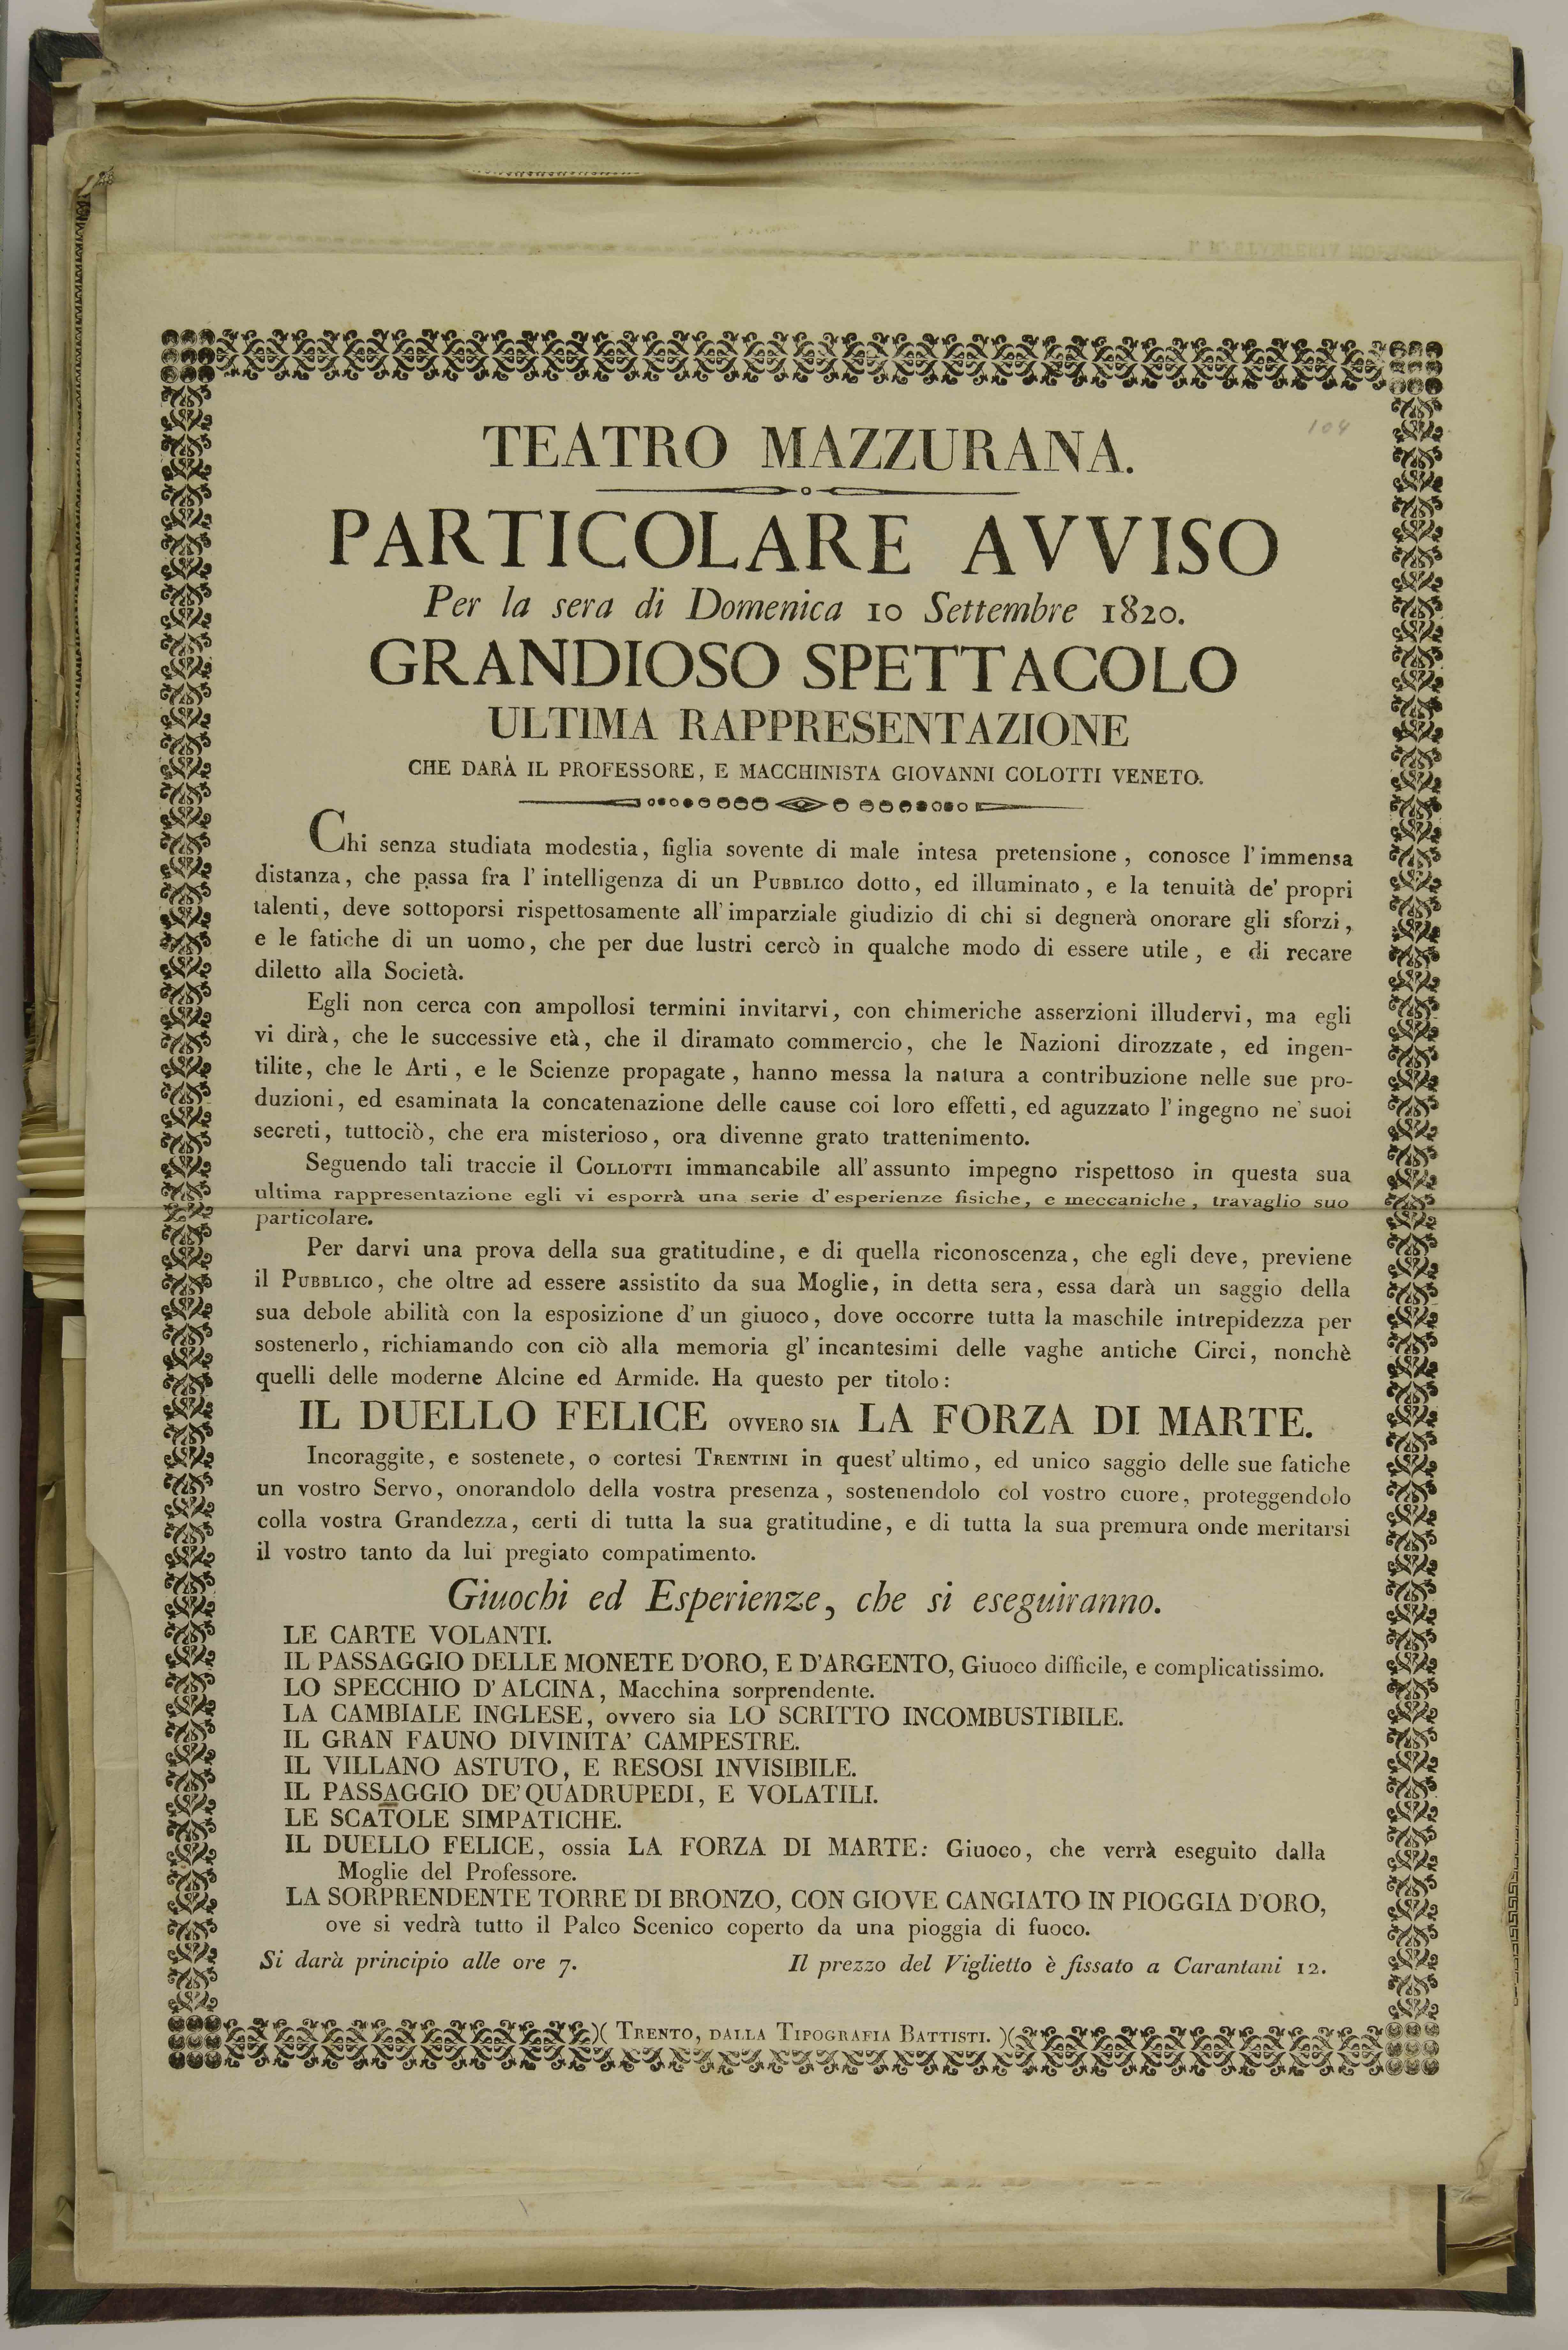 104
TEATRO MAZZURANA.
PARTICOLARE AVVISO
Per la sera di Domenica 10 Settembre 1820.
GRANDIOSO SPETTACOLO
ULTIMA RAPPRESENTAZIONE
CHE DARÀ IL PROFESSORE, E MACCHINISTA GIOVANNI COLOTTI VENETO.
Chi senza studiata modestia, figlia sovente di male intesa pretensione, conosce l'immensa
distanza, che passa fra l'intelligenza di un PUBBLICO dotto, ed illuminato, e la tenuità de' propri
talenti, deve sottoporsi rispettosamente all'imparziale giudizio di chi si degnerà onorare gli sforzi,
e le fatiche di un uomo, che per due lustri cercò in qualche modo di essere utile, e di recare
diletto alla Società.
Egli non cerca con ampollosi termini invitarvi, con chimeriche asserzioni illudervi, ma egli
vi dirà, che le successive età, che il diramato commercio, che le Nazioni dirozzate, ed ingen-
tilite, che le Arti, e le Scienze propagate, hanno messa la natura a contribuzione nelle sue pro-
duzioni, ed esaminata la concatenazione delle cause coi loro effetti, ed aguzzato l'ingegno ne' suoi
secreti, tuttociò, che era misterioso, ora divenne grato trattenimento.
Seguendo tali traccie il COLLOTTI immancabile all'assunto impegno rispettoso in questa sua
ultima rappresentazione egli vi esporrà una serie d'esperienze fisiche, e meccaniche, travaglio suo
particolare.
Per darvi una prova della sua gratitudine, e di quella riconoscenza, che egli deve, previene
il PUBBLICO, che oltre ad essere assistito da sua Moglie, in detta sera, essa darà un saggio della
sua debole abilità con la esposizione d'un giuoco, dove occorre tutta la maschile intrepidezza per
sostenerlo, richiamando con ciò alla memoria gl'incantesimi delle vaghe antiche Circi, nonchè
quelli delle moderne Alcine ed Armide. Ha questo per titolo:
IL DUELLO FELICE OVVERO SIA LA FORZA DI MARTE.
Incoraggite, e sostenete, o cortesi TRENTINI in quest'ultimo, ed unico saggio delle sue fatiche
un vostro Servo, onorandolo della vostra presenza, sostenendolo col vostro cuore, proteggendolo
colla vostra Grandezza, certi di tutta la sua gratitudine, e di tutta la sua premura onde meritarsi
il vostro tanto da lui pregiato compatimento.
Giuochi ed Esperienze, che si eseguiranno.
LE CARTE VOLANTI.
IL PASSAGGIO DELLE MONETE D'ORO, E D'ARGENTO, Giuoco difficile, e complicatissimo.
LO SPECCHIO D'ALCINA, Macchina sorprendente.
LA CAMBIALE INGLESE, ovvero sia LO SCRITTO INCOMBUSTIBILE.
IL GRAN FAUNO DIVINITA' CAMPESTRE.
IL VILLANO ASTUTO, E RESOSI INVISIBILE.
IL PASSAGGIO DE'QUADRUPEDI, E VOLATILI.
LE SCATOLE SIMPATICHE.
IL DUELLO FELICE, ossia LA FORZA DI MARTE: Giuoco, che verrà eseguito dalla
Moglie del Professore.
LA SORPRENDENTE TORRE DI BRONZO, CON GIOVE CANGIATO IN PIOGGIA D'ORO,
ove si vedrà tutto il Palco Scenico coperto da una pioggia di fuoco.
Si darà principio alle ore 7. Il prezzo del Viglietto è fissato a Carantani 12.
)( TRENTO, DALLA TIPOGRAFIA BATTISTI. )(